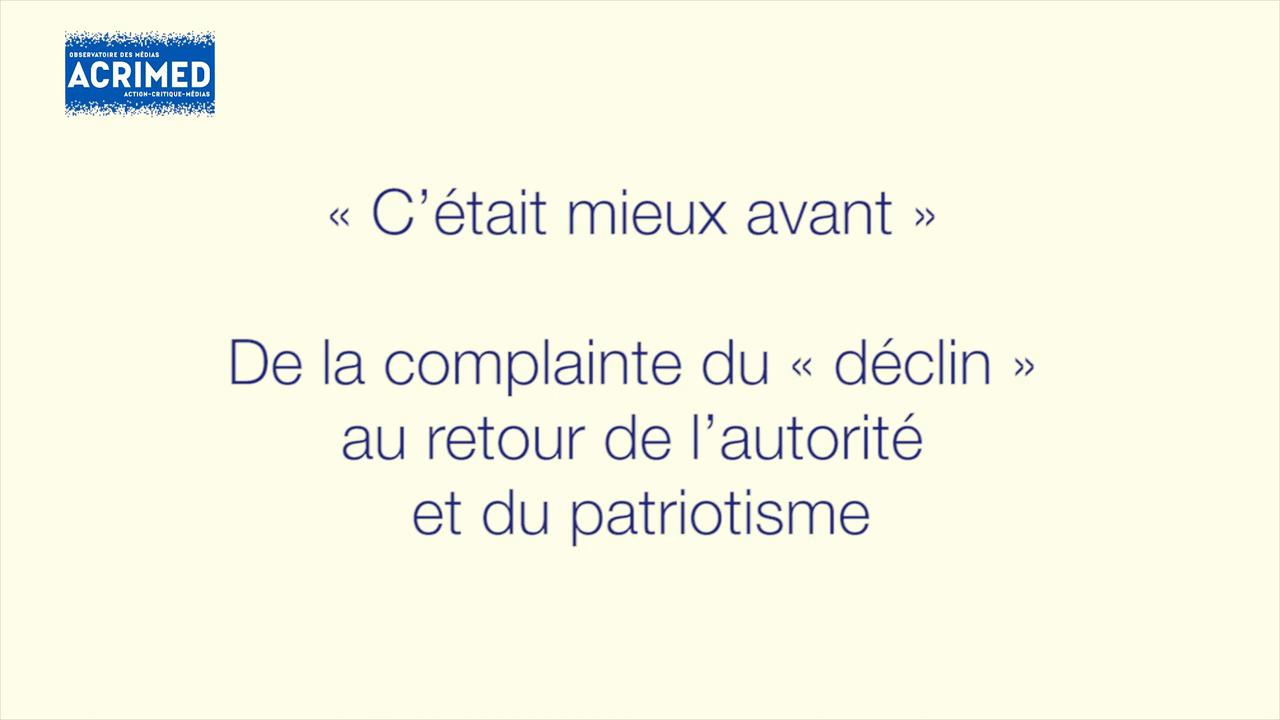 OBSERVATOIRE DES MÉDIAS
ACRIMED
ACTION-CRITIQUE-MÉDIAS
« C’était mieux avant »
De la complainte du « déclin »
au retour de l’autorité
et du patriotisme